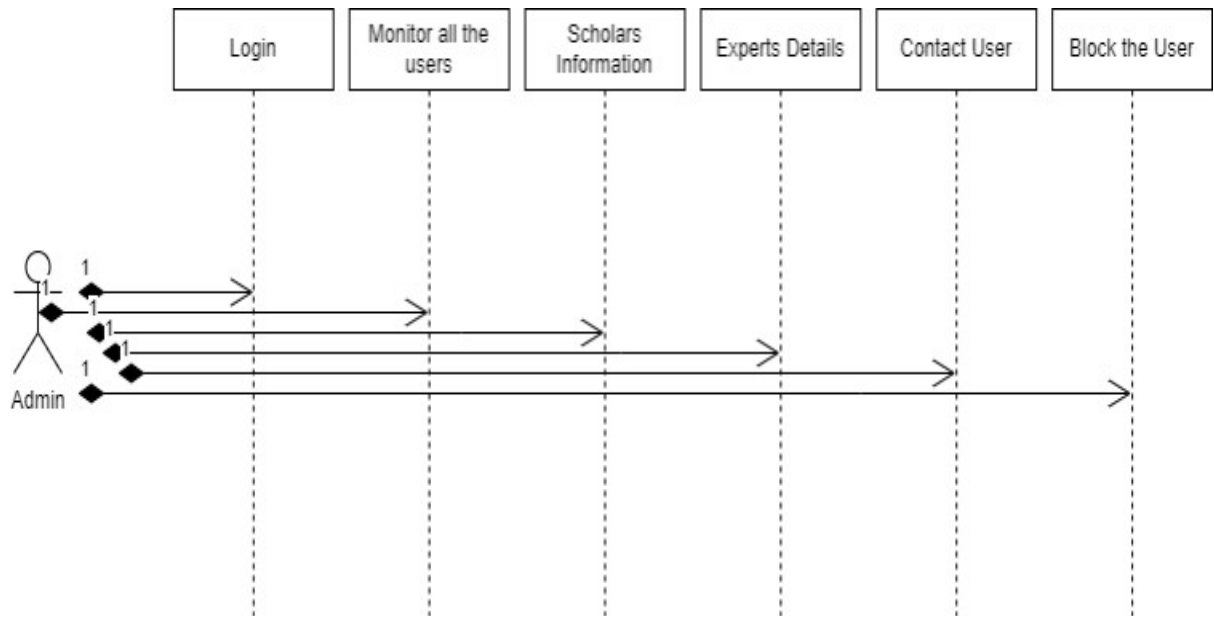 Login
Monitor all the
users
Scholars
Information
Experts Details
Contact User
Block the User
1
1
1
1
1
1
Admin